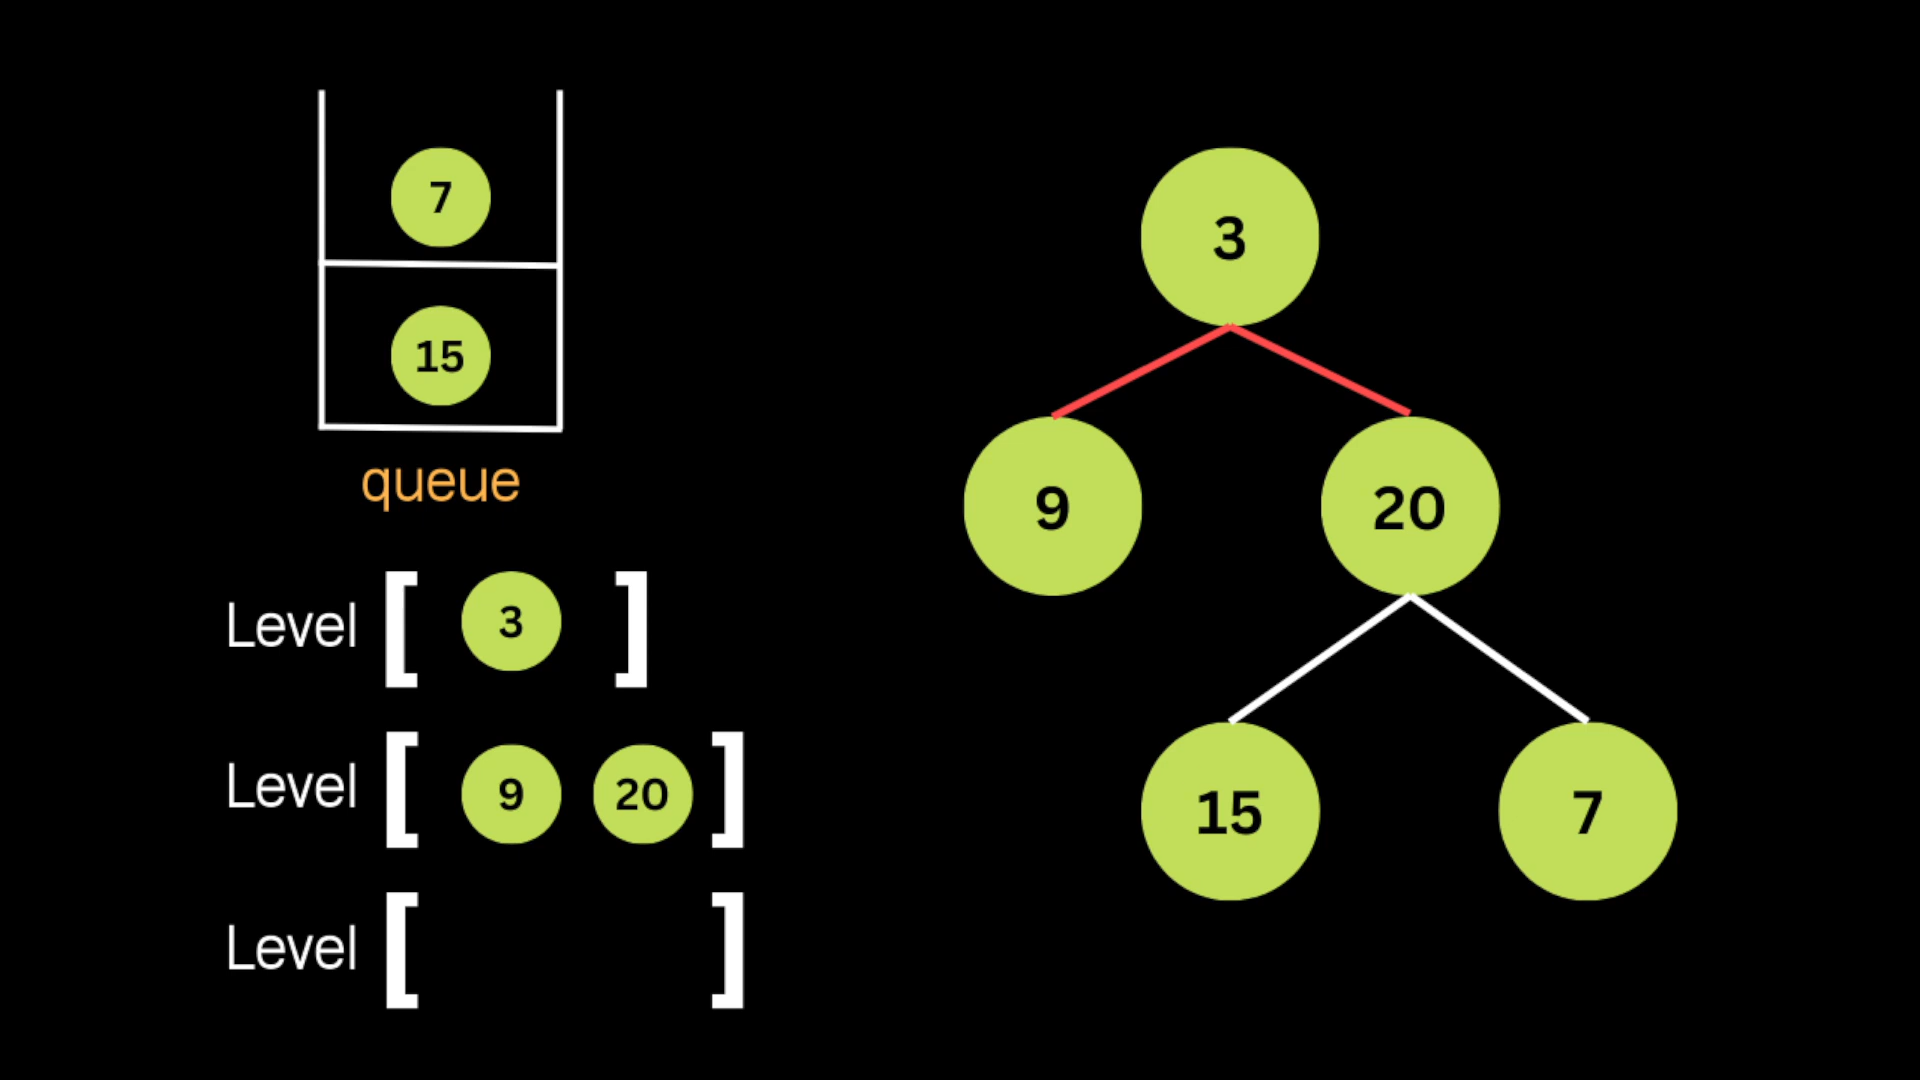 7
15
queue
Level [ 3 ]
Level [ 9 20 ]
Level [ ]
3
9 20
15 7